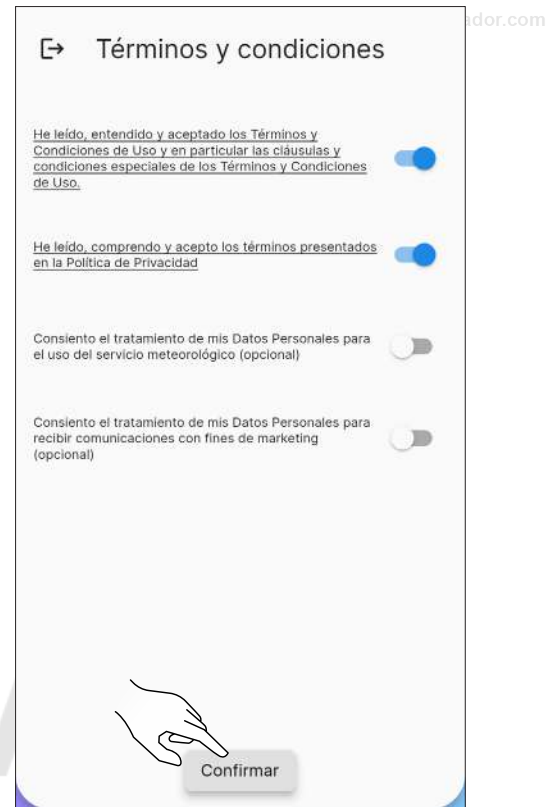 ador.com
Términos y condiciones
He leído, entendido y aceptado los Términos y
Condiciones de Uso y en particular las cláusulas y
condiciones especiales de los Términos y Condiciones
de Uso.
He leído, comprendo y acepto los términos presentados
en la Política de Privacidad
Consiento el tratamiento de mis Datos Personales para
el uso del servicio meteorológico (opcional)
Consiento el tratamiento de mis Datos Personales para
recibir comunicaciones con fines de marketing
(opcional)
Confirmar